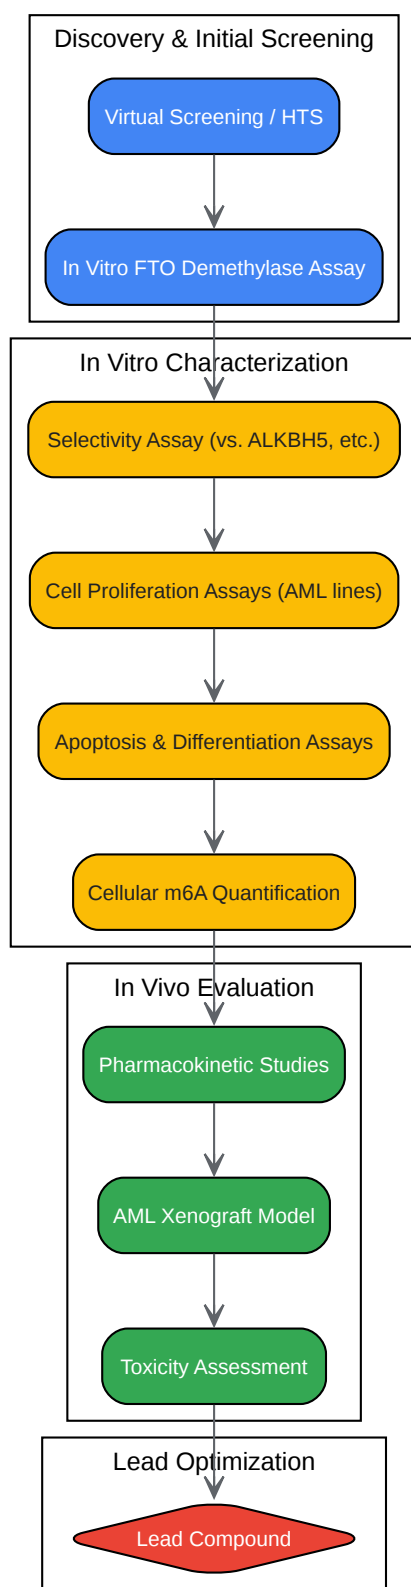 Discovery & Initial Screening
Virtual Screening / HTS
In Vitro FTO Demethylase Assay
In Vitro Characterization
Selectivity Assay (vs. ALKBH5, etc.)
Cell Proliferation Assays (AML lines)
Apoptosis & Differentiation Assays
Cellular m6A Quantification
In Vivo Evaluation
Pharmacokinetic Studies
AML Xenograft Model
Toxicity Assessment
Lead Optimization
Lead Compound